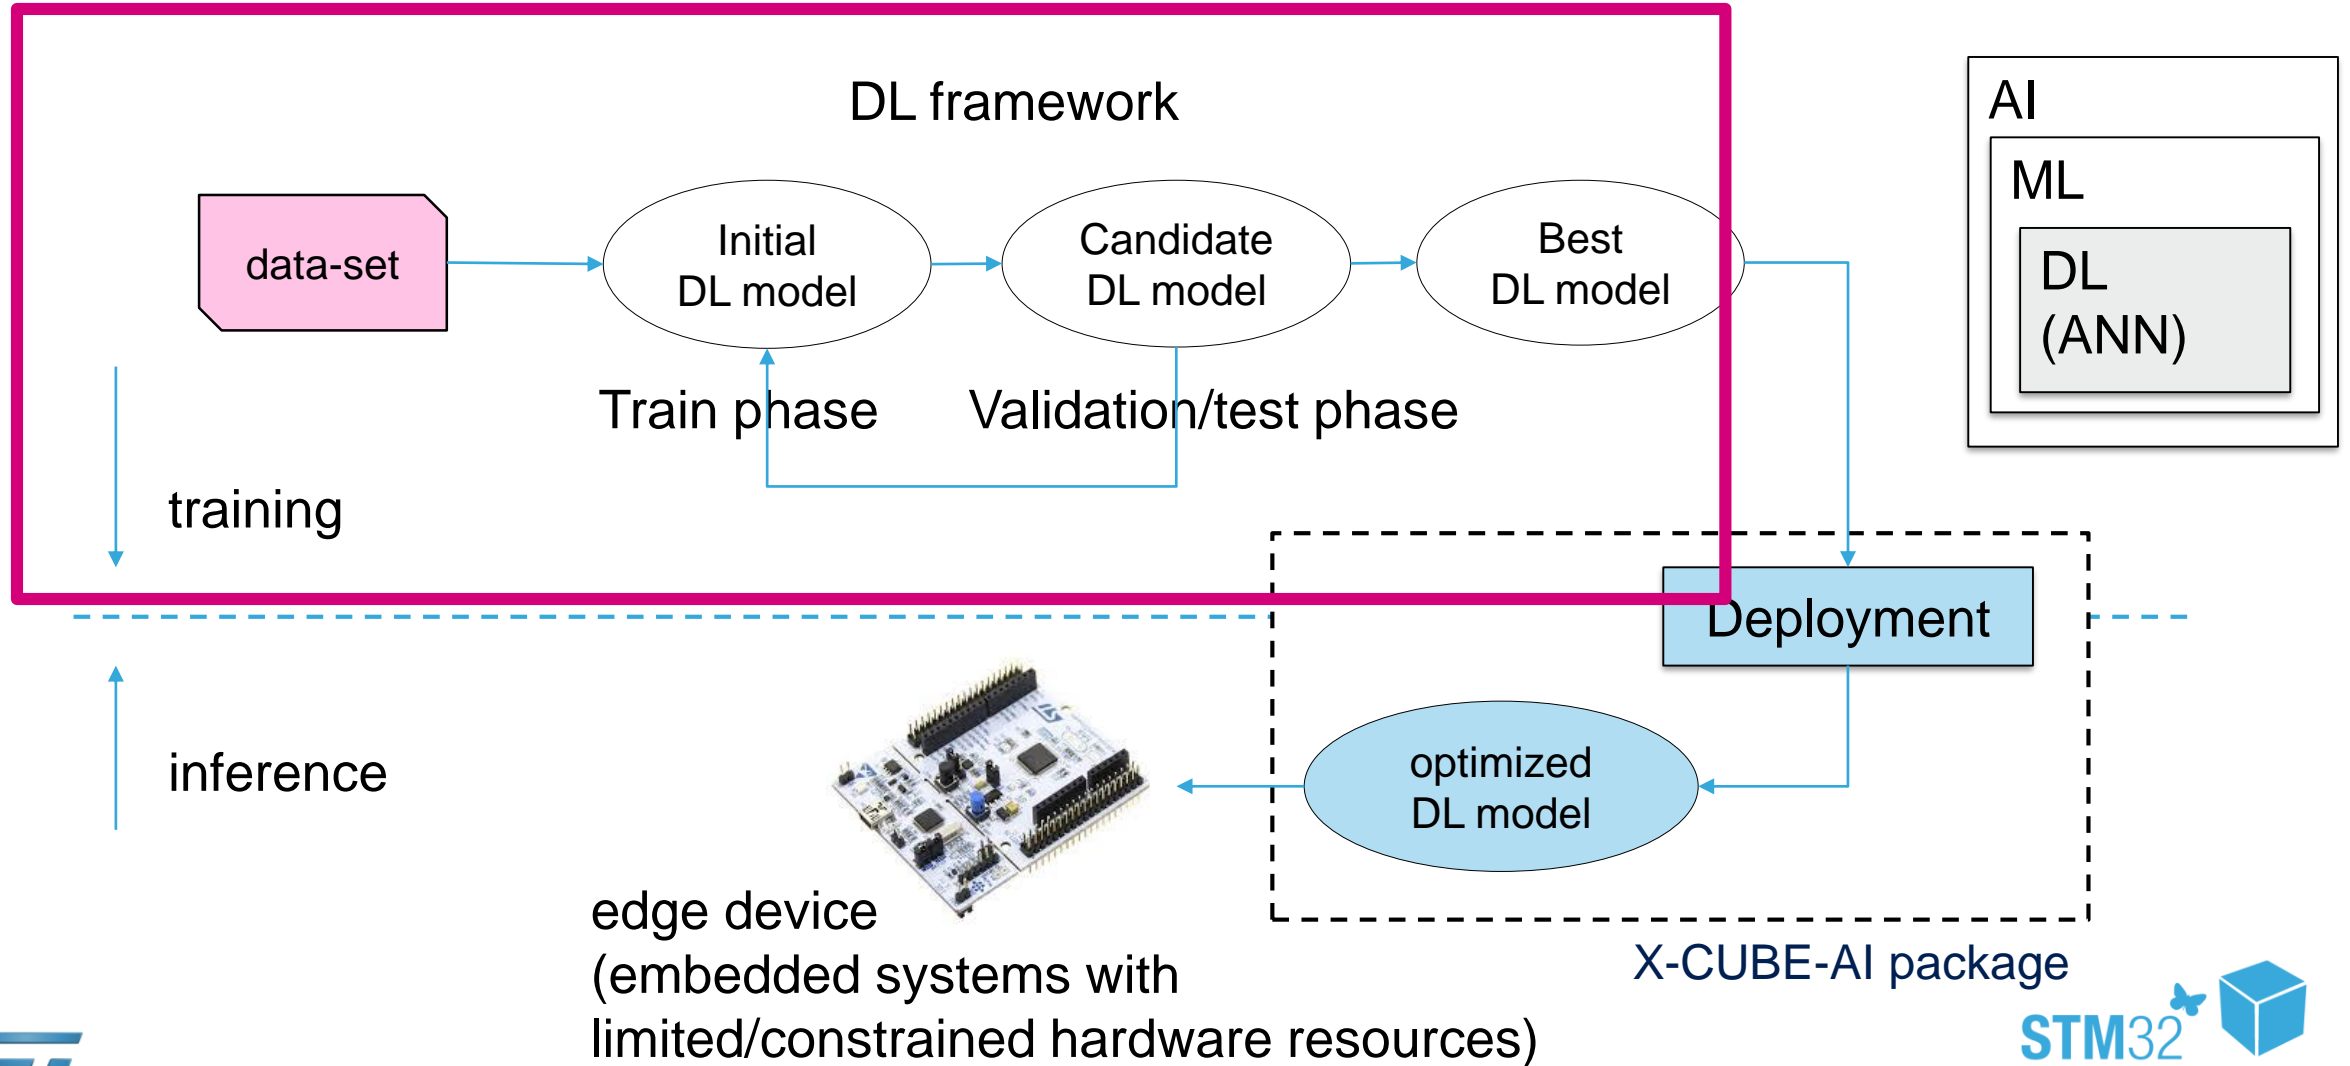 DL framework
AI
ML
DL
(ANN)
data-set
Initial
DL model
Candidate
DL model
Best
DL model
Train phase
Validation/test phase
training
Deployment
inference
optimized
DL model
edge device
(embedded systems with
limited/constrained hardware resources)
X-CUBE-AI package
STM32